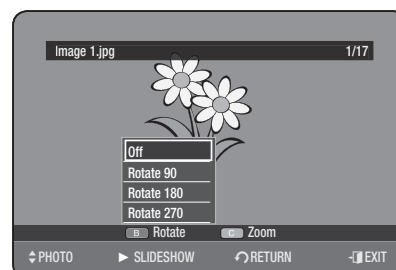 Image 1.jpg 1/17
Off
Rotate 90
Rotate 180
Rotate 270
B Rotate C Zoom
PHOTO SLIDESHOW RETURN EXIT